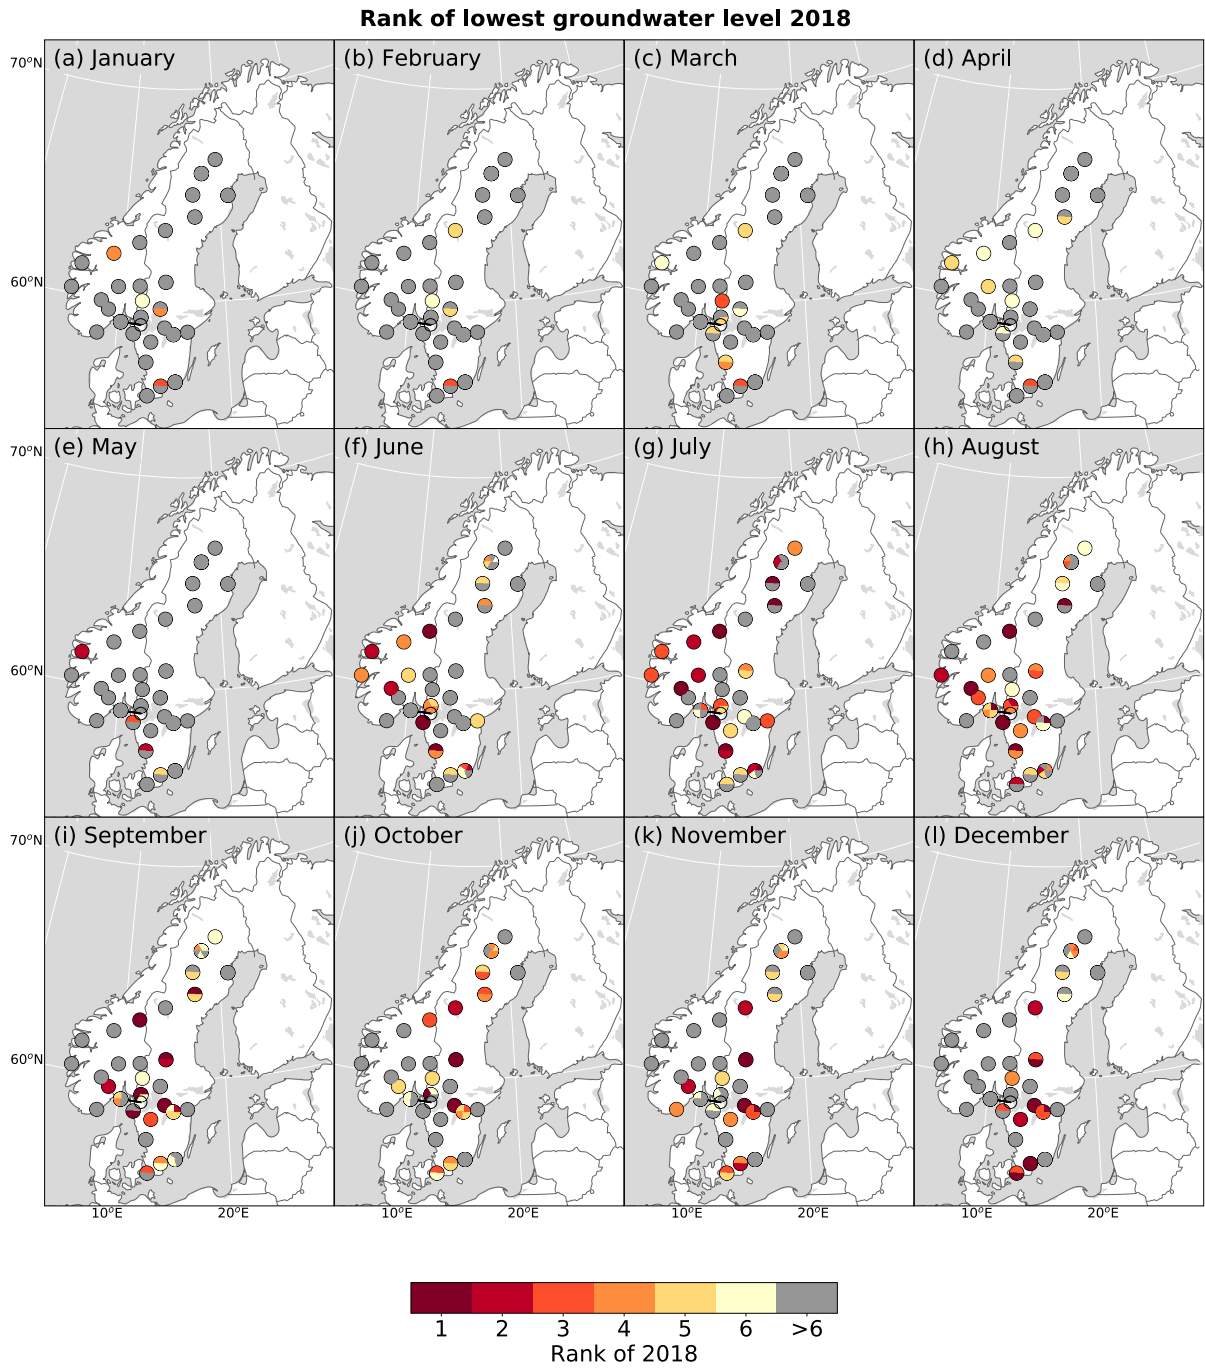 Rank of lowest groundwater level 2018
(a) January
(b) February
(c) March
(d) April
70°N
60°N
(e) May
(f) June
(g) July
(h) August
70°N
60°N
(i) September
(j) October
(k) November
(l) December
70°N
60°N
10°E 20°E 10°E 20°E 10°E 20°E 10°E 20°E
1 2 3 4 5 6 >6
Rank of 2018